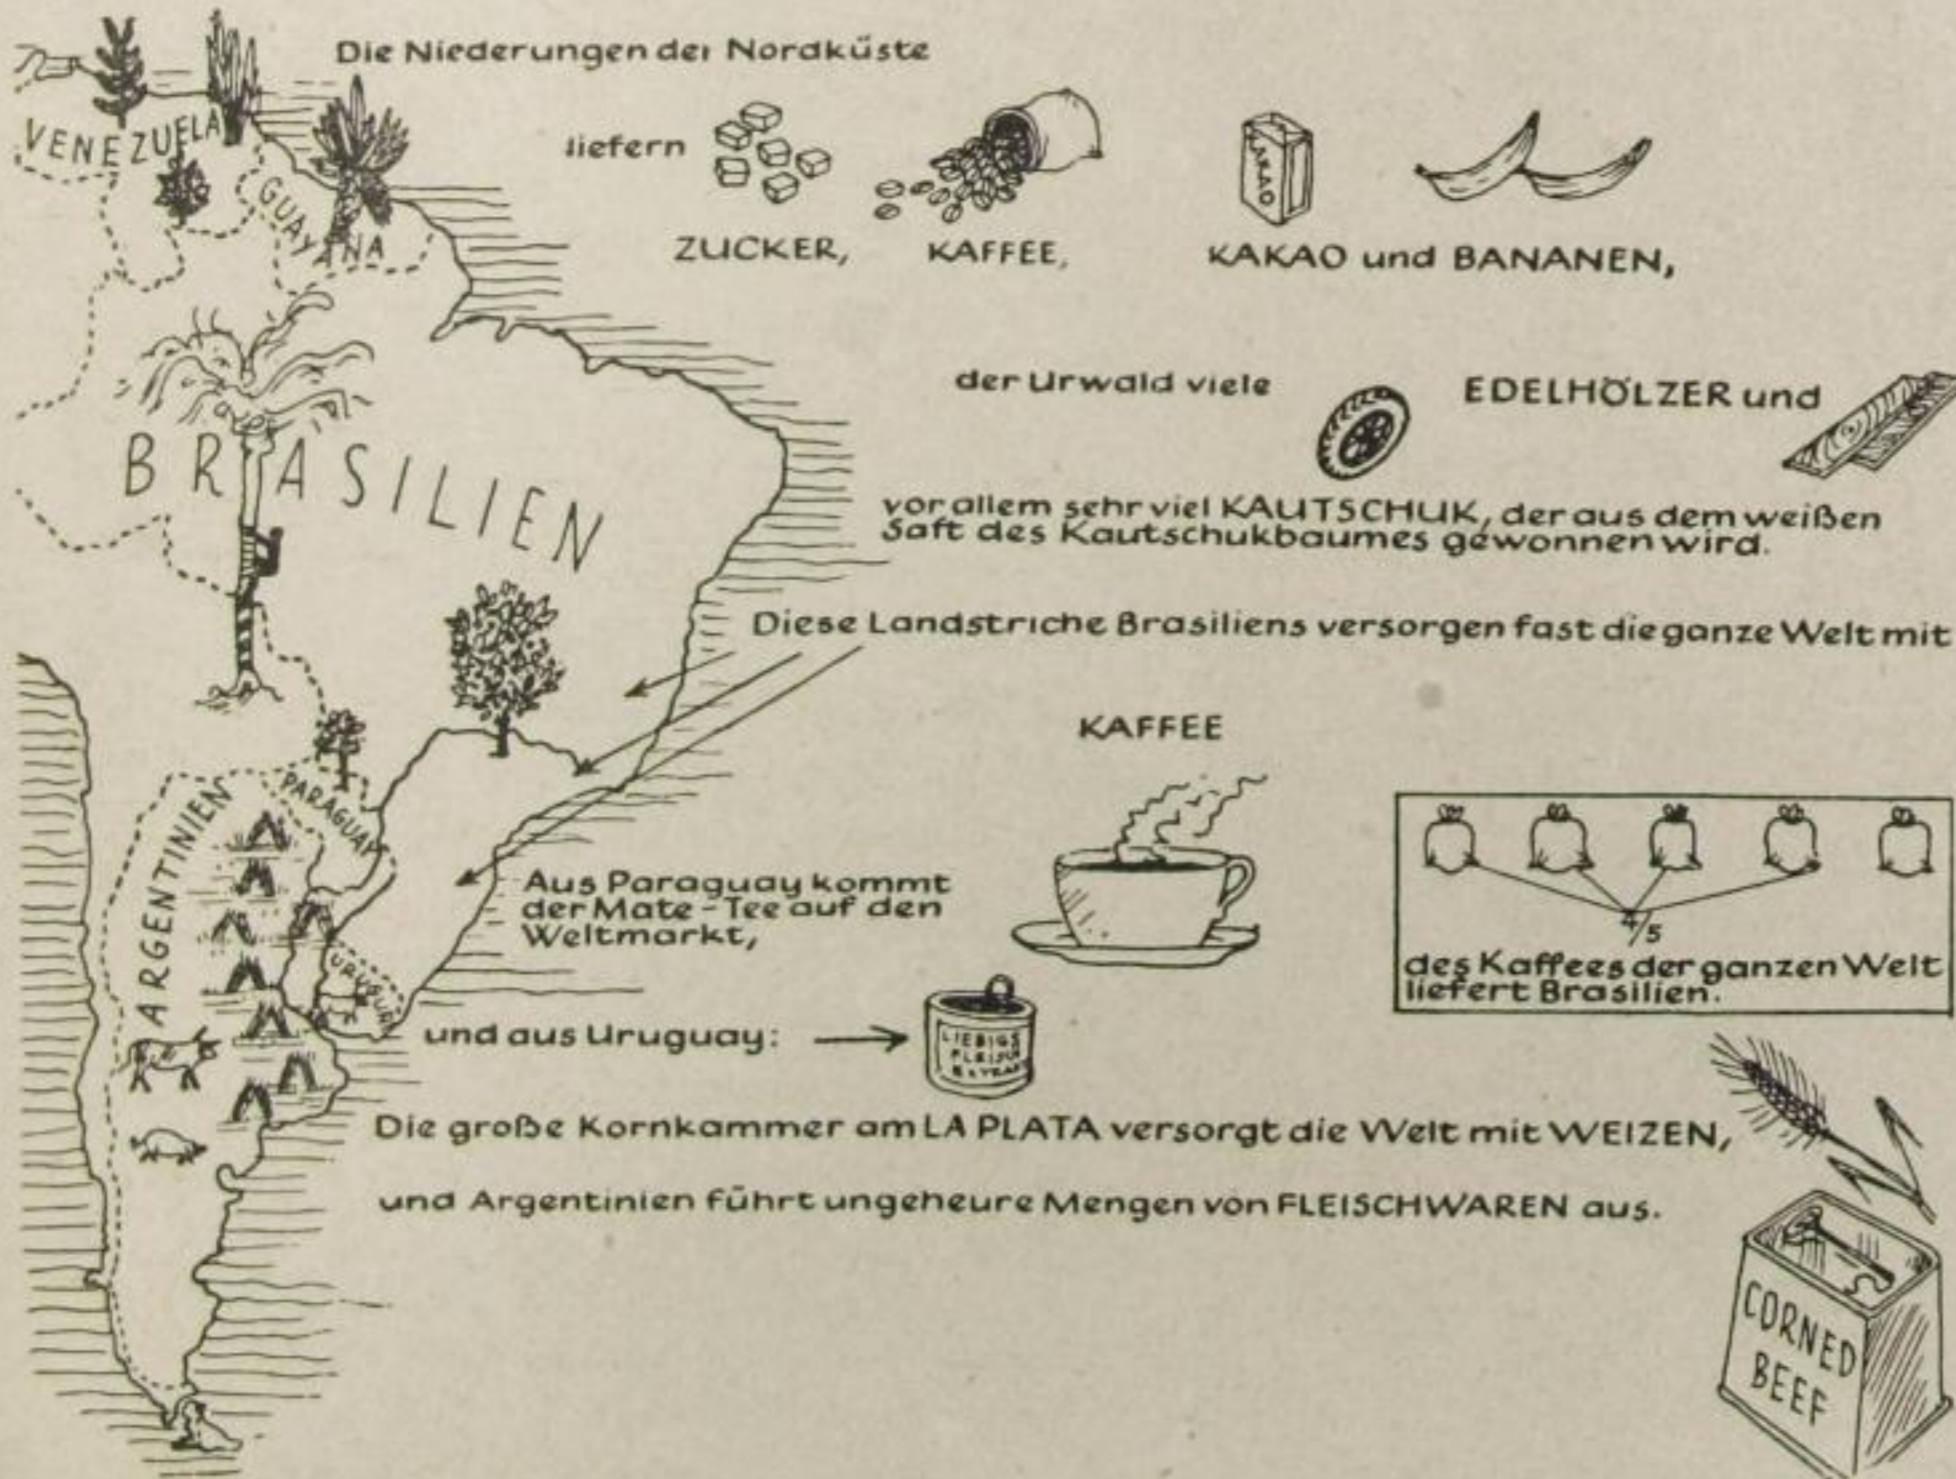 Die Niederungen der Nordküste
VENEZUELA
liefern
KAKAO
GUAYANA
ZUCKER,
KAFFEE,
KAKAO und BANANEN,
der Urwald viele
EDELHÖLZER und
BRASILIEN
vor allem sehr viel KAUTSCHUK, der aus dem weißen
Saft des Kautschukbaumes gewonnen wird.
Diese Landstriche Brasiliens versorgen fast die ganze Welt mit
KAFFEE
PARAGUAY
ARGENTINIEN
Aus Paraguay kommt
der Mate-Tee auf den
Weltmarkt,
4/5
des Kaffees der ganzen Welt
liefert Brasilien.
und aus Uruguay:
LIEBIGS
FLEISCH
EXTRAKT
Die große Kornkammer am LA PLATA versorgt die Welt mit WEIZEN,
und Argentinien führt ungeheure Mengen von FLEISCHWAREN aus.
CORNED
BEEF